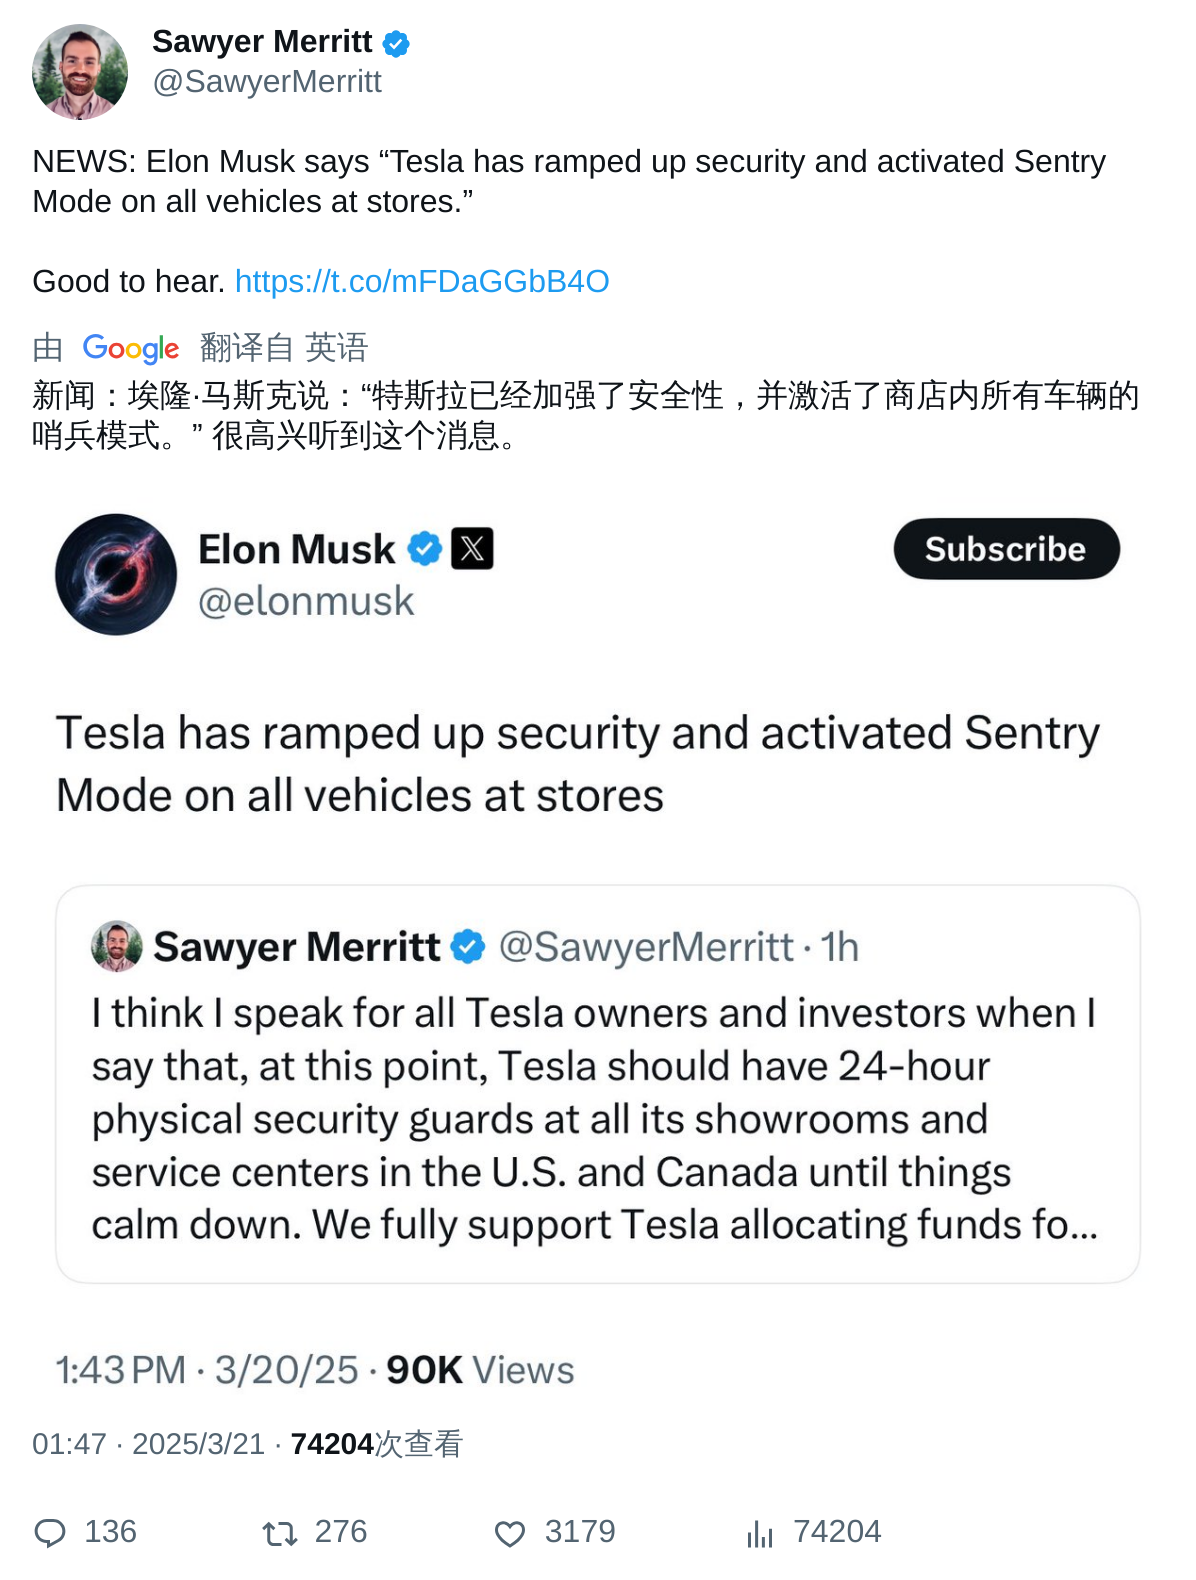 Sawyer Merritt
@SawyerMerritt
NEWS: Elon Musk says “Tesla has ramped up security and activated Sentry
Mode on all vehicles at stores.”
Good to hear. https://t.co/mFDaGGbB4O
由 Google 翻译自 英语
新闻：埃隆·马斯克说：“特斯拉已经加强了安全性，并激活了商店内所有车辆的
哨兵模式。” 很高兴听到这个消息。
Elon Musk
Subscribe
@elonmusk
Tesla has ramped up security and activated Sentry
Mode on all vehicles at stores
Sawyer Merritt @SawyerMerritt · 1h
I think I speak for all Tesla owners and investors when I
say that, at this point, Tesla should have 24-hour
physical security guards at all its showrooms and
service centers in the U.S. and Canada until things
calm down. We fully support Tesla allocating funds fo...
1:43 PM · 3/20/25 · 90K Views
01:47 · 2025/3/21 · 74204次查看
136 276 3179 74204